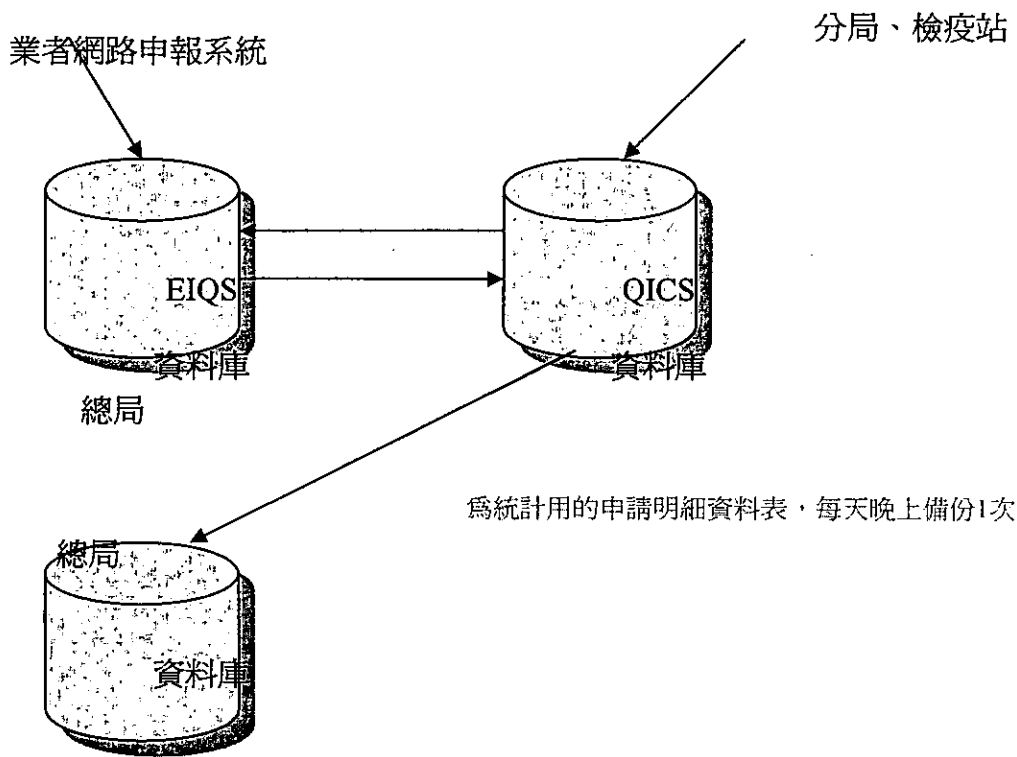 分局、檢疫站
業者網路申報系統
EIQS
資料庫
總局
QICS
資料庫
爲統計用的申請明細資料表，每天晚上備份1次
總局
資料庫